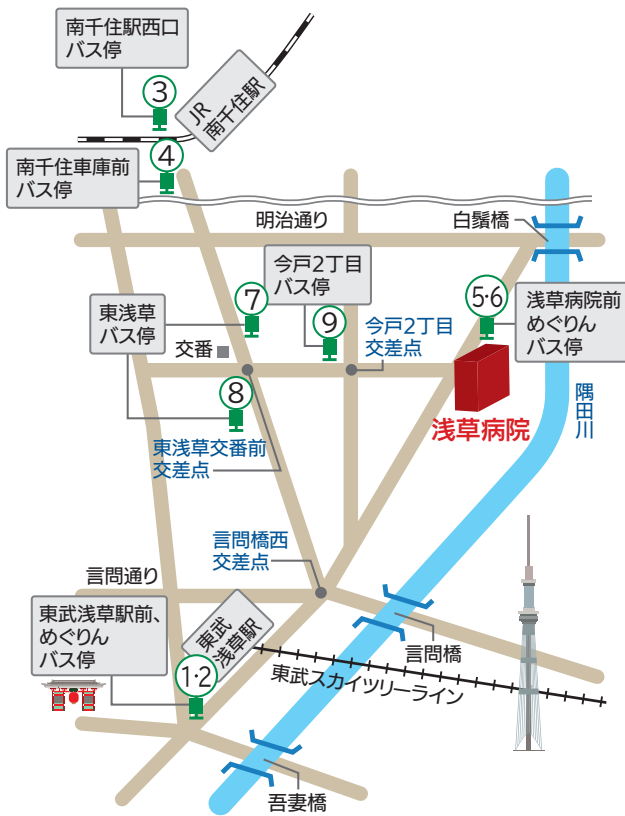 南千住駅西口
バス停
③
JR
南千住駅
④
南千住車庫前
バス停
明治通り
白鬚橋
今戸2丁目
バス停
⑦
⑨
5·6
浅草病院前
めぐりん
バス停
東浅草
バス停
交番
今戸2丁目
交差点
⑧
浅草病院
隅田川
東浅草交番前
交差点
言問橋西
交差点
言問通り
東武浅草駅前、
めぐりん
バス停
東武
浅草駅
1·2
言問橋
東武スカイツリーライン
吾妻橋